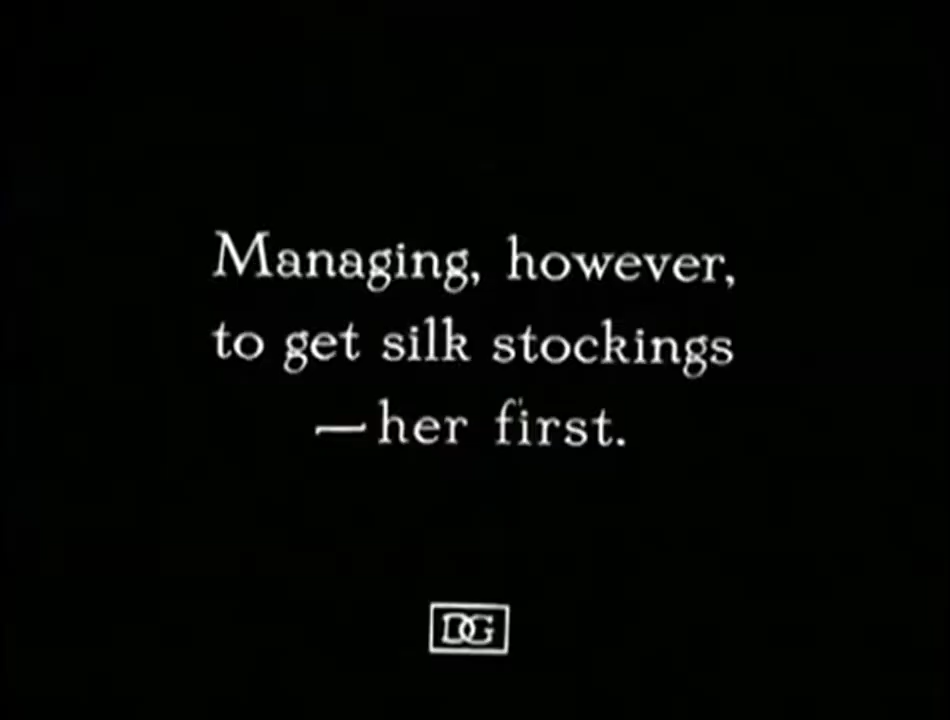 Managing, however,
to get silk stockings
—her first.
DG